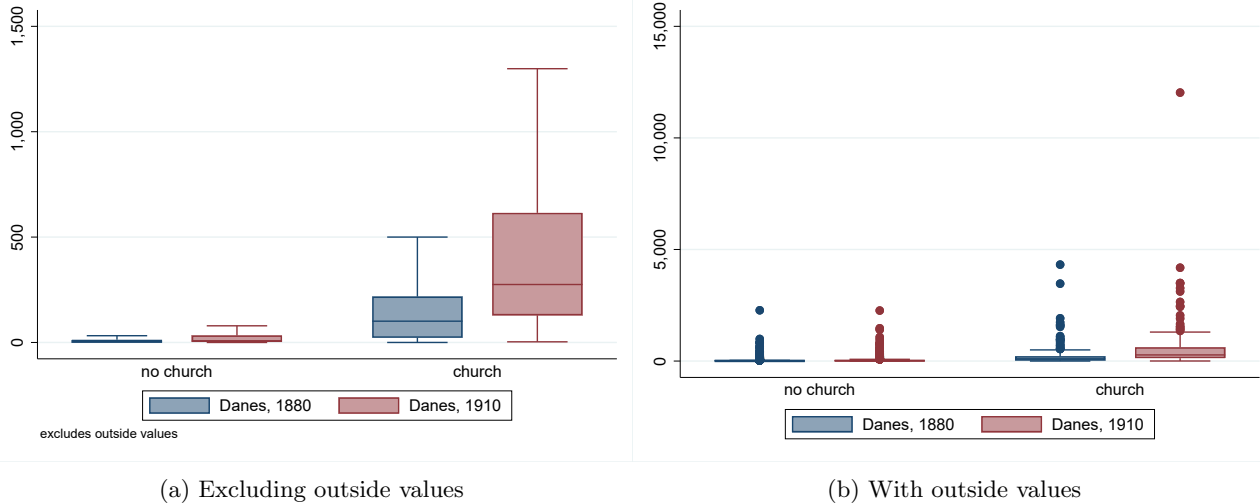 1,500
1,000
500
0
no church church
Danes, 1880 Danes, 1910
excludes outside values
(a) Excluding outside values
15,000
10,000
5,000
0
no church church
Danes, 1880 Danes, 1910
(b) With outside values